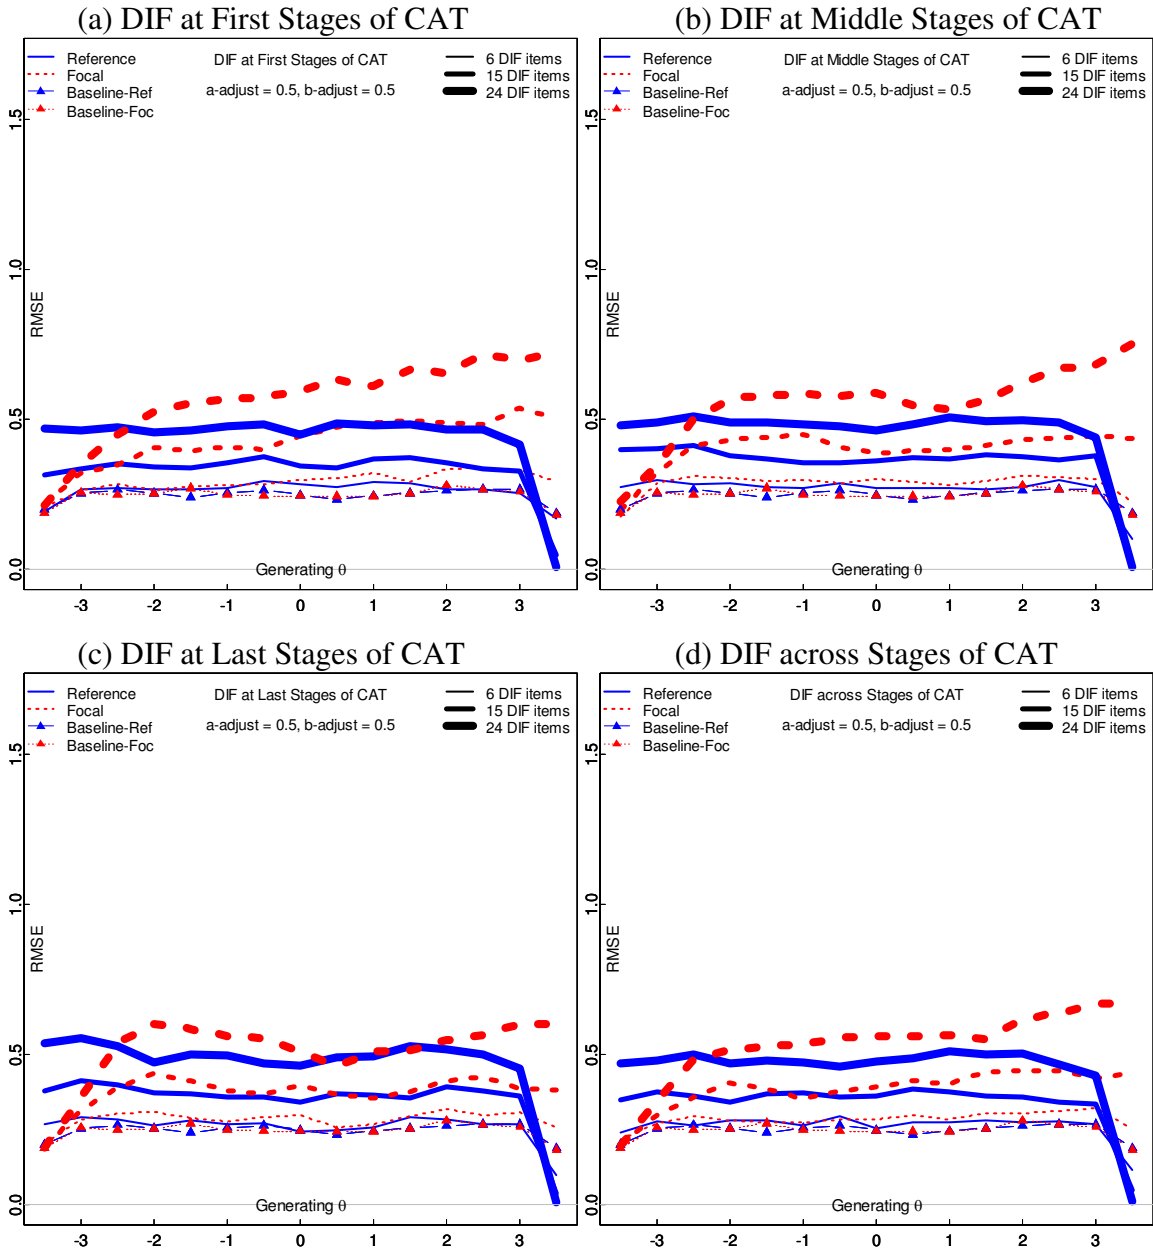 (a) DIF at First Stages of CAT
(b) DIF at Middle Stages of CAT
Reference
Focal
Baseline-Ref
Baseline-Foc
DIF at First Stages of CAT
a-adjust = 0.5, b-adjust = 0.5
6 DIF items
15 DIF items
24 DIF items
RMSE
0.0 0.5 1.0 1.5
Generating θ
-3 -2 -1 0 1 2 3
Reference
Focal
Baseline-Ref
Baseline-Foc
DIF at Middle Stages of CAT
a-adjust = 0.5, b-adjust = 0.5
6 DIF items
15 DIF items
24 DIF items
RMSE
0.0 0.5 1.0 1.5
Generating θ
-3 -2 -1 0 1 2 3
(c) DIF at Last Stages of CAT
(d) DIF across Stages of CAT
Reference
Focal
Baseline-Ref
Baseline-Foc
DIF at Last Stages of CAT
a-adjust = 0.5, b-adjust = 0.5
6 DIF items
15 DIF items
24 DIF items
RMSE
0.0 0.5 1.0 1.5
Generating θ
-3 -2 -1 0 1 2 3
Reference
Focal
Baseline-Ref
Baseline-Foc
DIF across Stages of CAT
a-adjust = 0.5, b-adjust = 0.5
6 DIF items
15 DIF items
24 DIF items
RMSE
0.0 0.5 1.0 1.5
Generating θ
-3 -2 -1 0 1 2 3